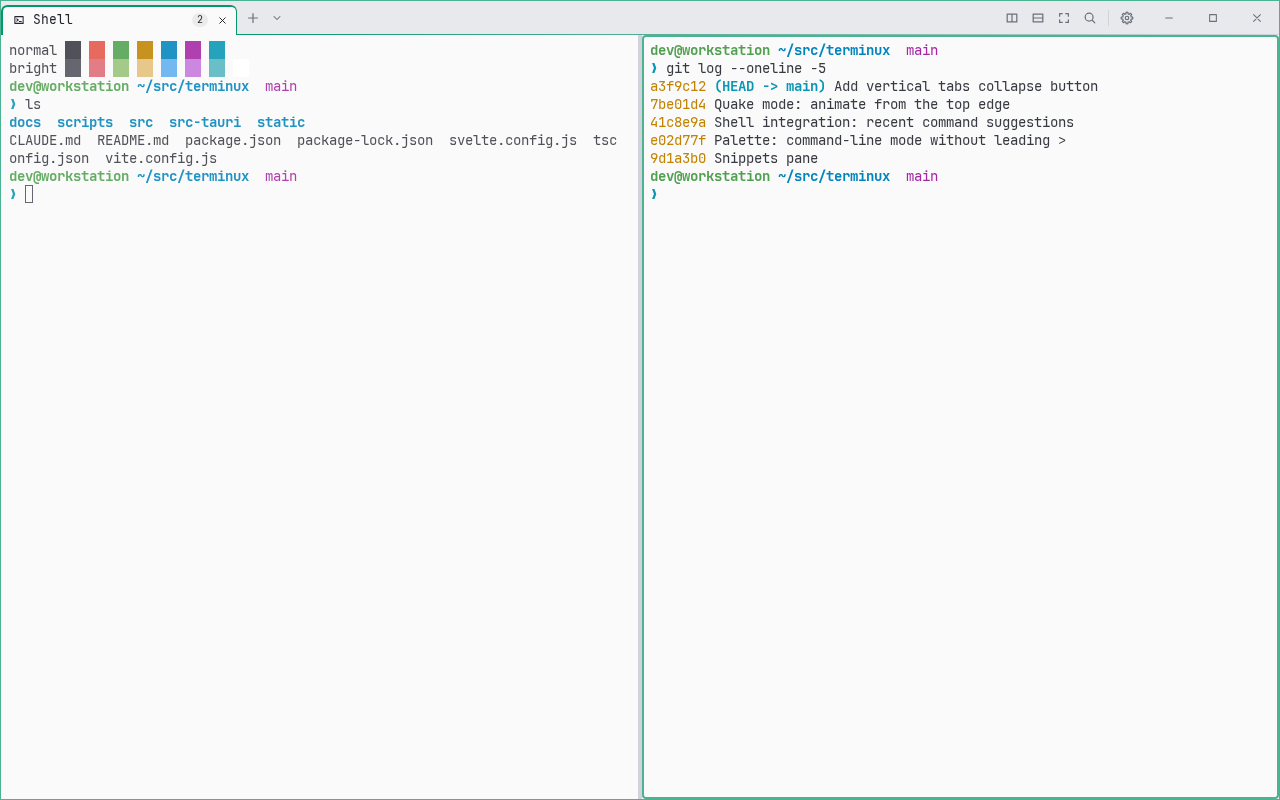 Shell 2
normal
bright
dev@workstation ~/src/terminux main
❯ ls
docs scripts src src-tauri static
CLAUDE.md README.md package.json package-lock.json svelte.config.js tsc
onfig.json vite.config.js
dev@workstation ~/src/terminux main
❯
dev@workstation ~/src/terminux main
❯ git log --oneline -5
a3f9c12 (HEAD -> main) Add vertical tabs collapse button
7be01d4 Quake mode: animate from the top edge
41c8e9a Shell integration: recent command suggestions
e02d77f Palette: command-line mode without leading >
9d1a3b0 Snippets pane
dev@workstation ~/src/terminux main
❯